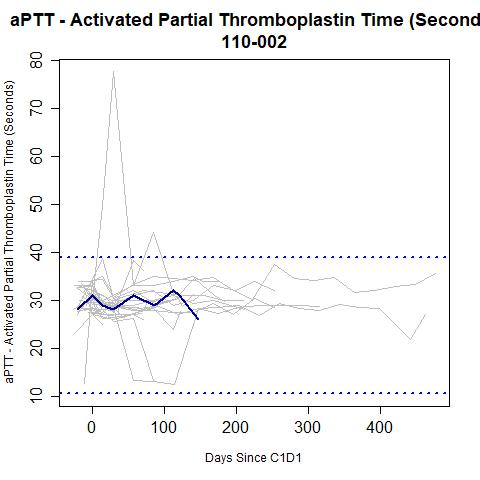 aPTT - Activated Partial Thromboplastin Time (Second
110-002
aPTT - Activated Partial Thromboplastin Time (Seconds)
80
70
60
50
40
30
20
10
0 100 200 300 400
Days Since C1D1